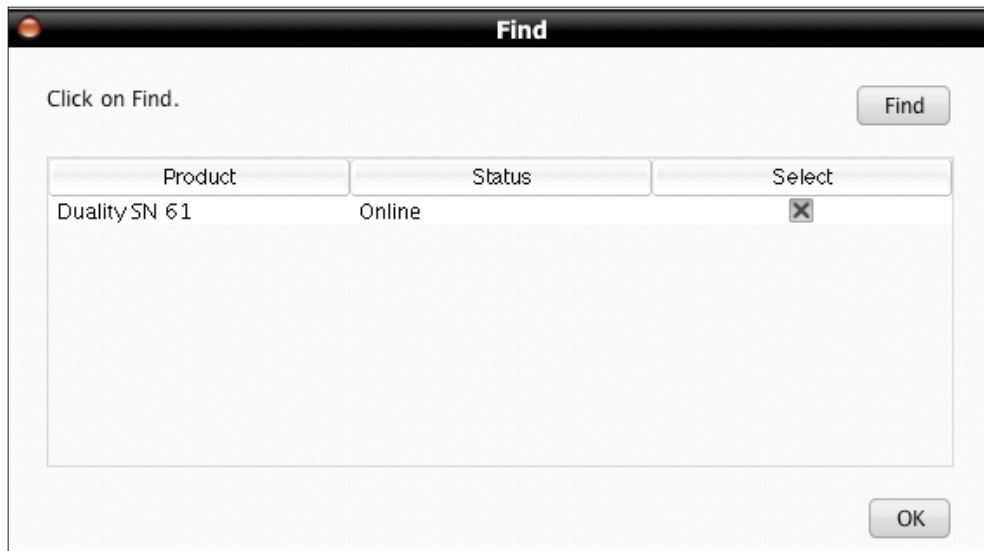 Find
Click on Find.
Find
Product Status Select
Duality SN 61 Online
OK